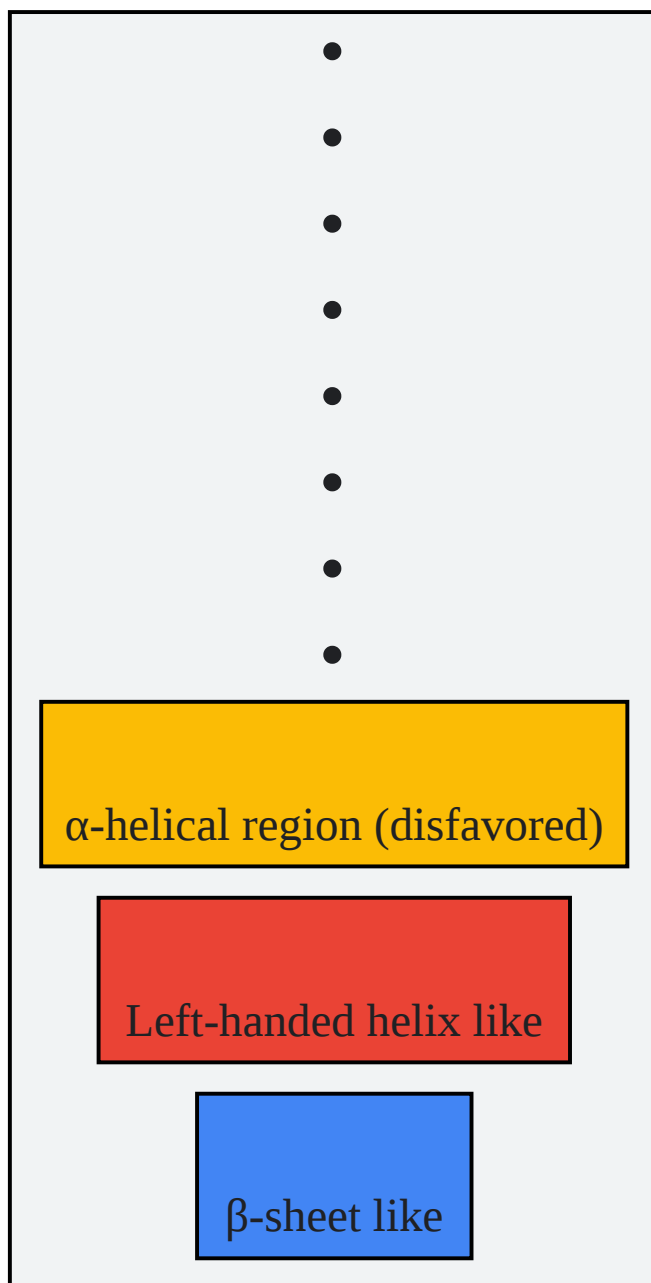 α-helical region (disfavored)
Left-handed helix like
β-sheet like